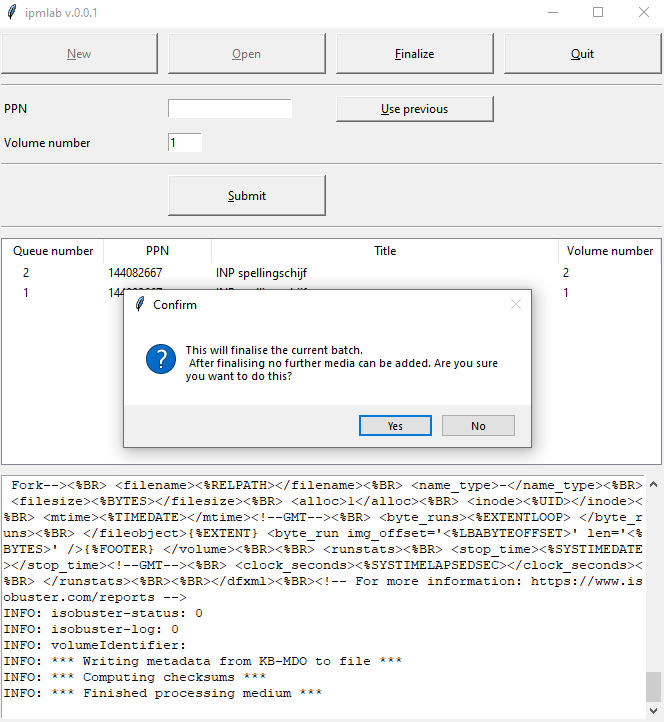 ipmlab v.0.0.1
New Open Finalize Quit
PPN Use previous
Volume number 1
Submit
Queue number PPN Title Volume number
2 144082667 INP spellingschijf 2
1 1
Confirm
This will finalise the current batch.
After finalising no further media can be added. Are you sure
you want to do this?
Yes No
Fork--><%BR> <filename><%RELPATH></filename><%BR> <name_type>-</name_type><%BR>
<filesize><%BYTES></filesize><%BR> <alloc>1</alloc><%BR> <inode><%UID></inode><
%BR> <mtime><%TIMEDATE></mtime><!--GMT--><%BR> <byte_runs><%EXTENTLOOP> </byte_r
uns><%BR> </fileobject>{%EXTENT} <byte_run img_offset='<%LBABYTEOFFSET>' len='<%
BYTES>' />{%FOOTER} </volume><%BR><%BR> <runstats><%BR> <stop_time><%SYSTIMEDATE
></stop_time><!--GMT--><%BR> <clock_seconds><%SYSTIMELAPSEDSEC></clock_seconds><
%BR> </runstats><%BR><%BR></dfxml><%BR><!-- For more information: https://www.is
obuster.com/reports -->
INFO: isobuster-status: 0
INFO: isobuster-log: 0
INFO: volumeIdentifier:
INFO: *** Writing metadata from KB-MDO to file ***
INFO: *** Computing checksums ***
INFO: *** Finished processing medium ***